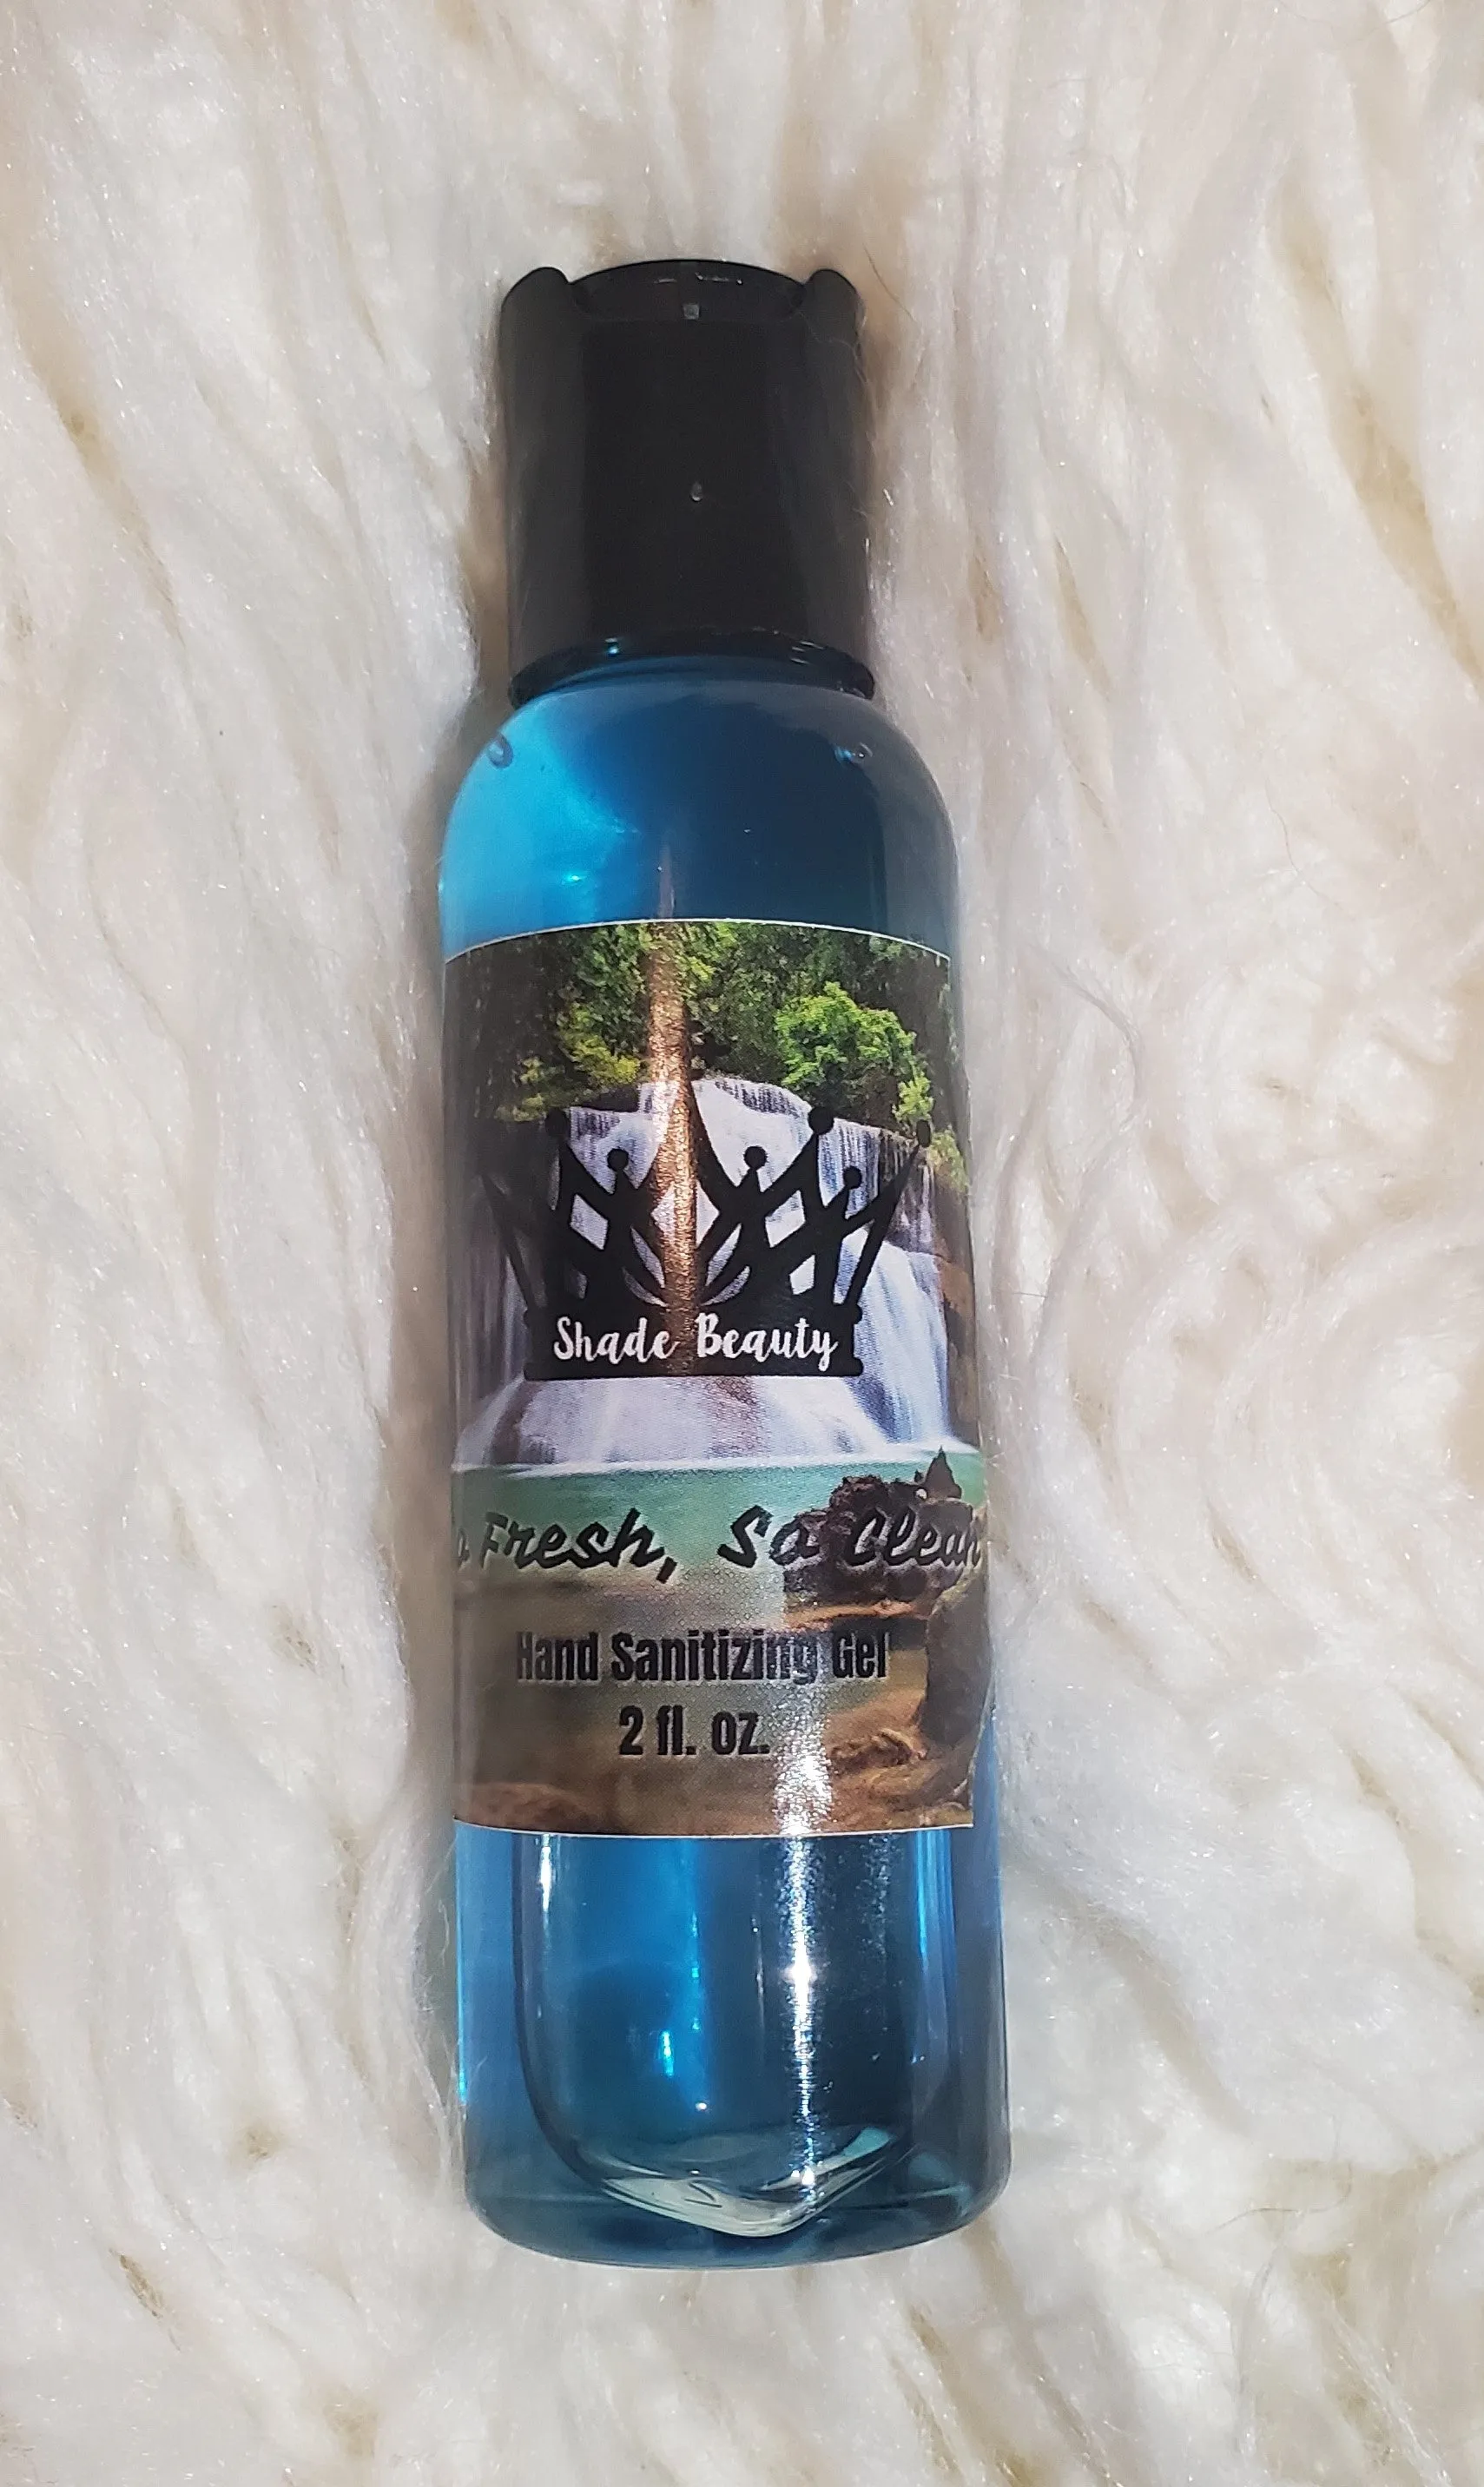 Shade Beauty
Fresh, So Clean
Hand Sanitizing Gel
2 fl. oz.